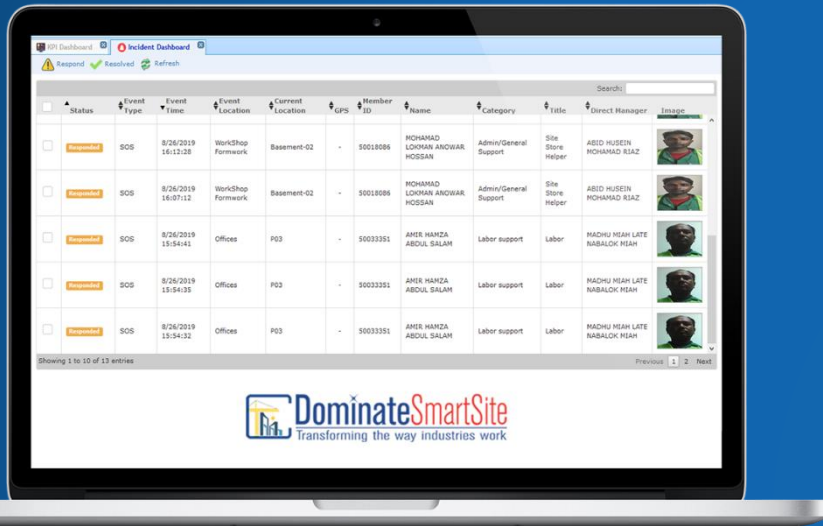 KPI Dashboard
Incident Dashboard
Respond
Resolved
Refresh
Search:
Status Event Type Event Time Event Location Current Location GPS Member ID Name Category Title Direct Manager Image
Responded SOS 8/26/2019 16:12:28 WorkShop Formwork Basement-02 - 50018086 MOHAMAD LOKMAN ANOWAR HOSSAN Admin/General Support Site Store Helper ABID HUSEIN MOHAMAD RIAZ
Responded SOS 8/26/2019 16:07:12 WorkShop Formwork Basement-02 - 50018086 MOHAMAD LOKMAN ANOWAR HOSSAN Admin/General Support Site Store Helper ABID HUSEIN MOHAMAD RIAZ
Responded SOS 8/26/2019 15:54:41 Offices P03 - 50033351 AMIR HAMZA ABDUL SALAM Labor support Labor MADHU MIAH LATE NABALOK MIAH
Responded SOS 8/26/2019 15:54:35 Offices P03 - 50033351 AMIR HAMZA ABDUL SALAM Labor support Labor MADHU MIAH LATE NABALOK MIAH
Responded SOS 8/26/2019 15:54:32 Offices P03 - 50033351 AMIR HAMZA ABDUL SALAM Labor support Labor MADHU MIAH LATE NABALOK MIAH
Showing 1 to 10 of 13 entries
Previous 1 2 Next
DominateSmartSite
Transforming the way industries work